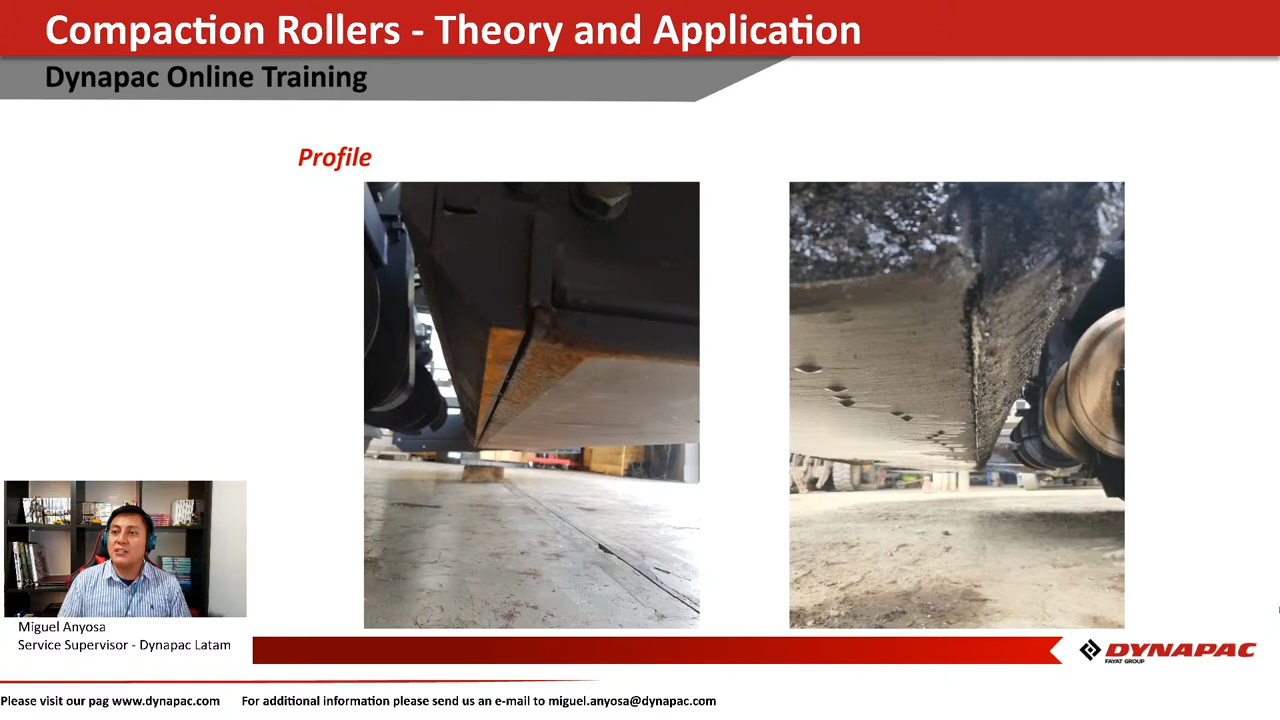 Compaction Rollers - Theory and Application
Dynapac Online Training
Profile
Miguel Anyosa
Service Supervisor - Dynapac Latam
DYNAPAC
FAYAT GROUP
Please visit our pag www.dynapac.com For additional information please send us an e-mail to miguel.anyosa@dynapac.com